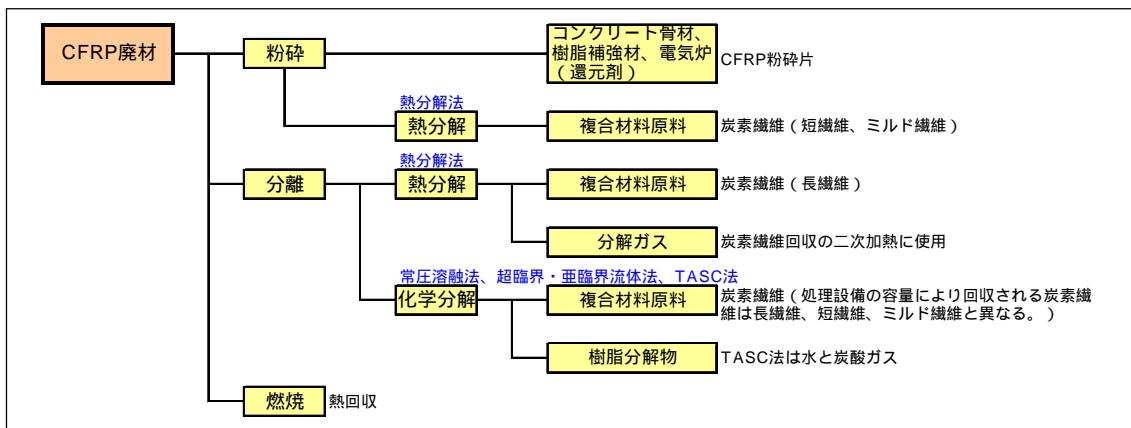 CFRP廃材
粉砕
コンクリート骨材、
樹脂補強材、電気炉
（還元剤）
CFRP粉砕片
熱分解法
熱分解
複合材料原料
炭素繊維（短繊維、ミルド繊維）
分離
熱分解法
熱分解
複合材料原料
炭素繊維（長繊維）
分解ガス
炭素繊維回収の二次加熱に使用
常圧溶融法、超臨界・亜臨界流体法、TASC法
化学分解
複合材料原料
炭素繊維（処理設備の容量により回収される炭素繊
維は長繊維、短繊維、ミルド繊維と異なる。）
樹脂分解物
TASC法は水と炭酸ガス
燃焼
熱回収